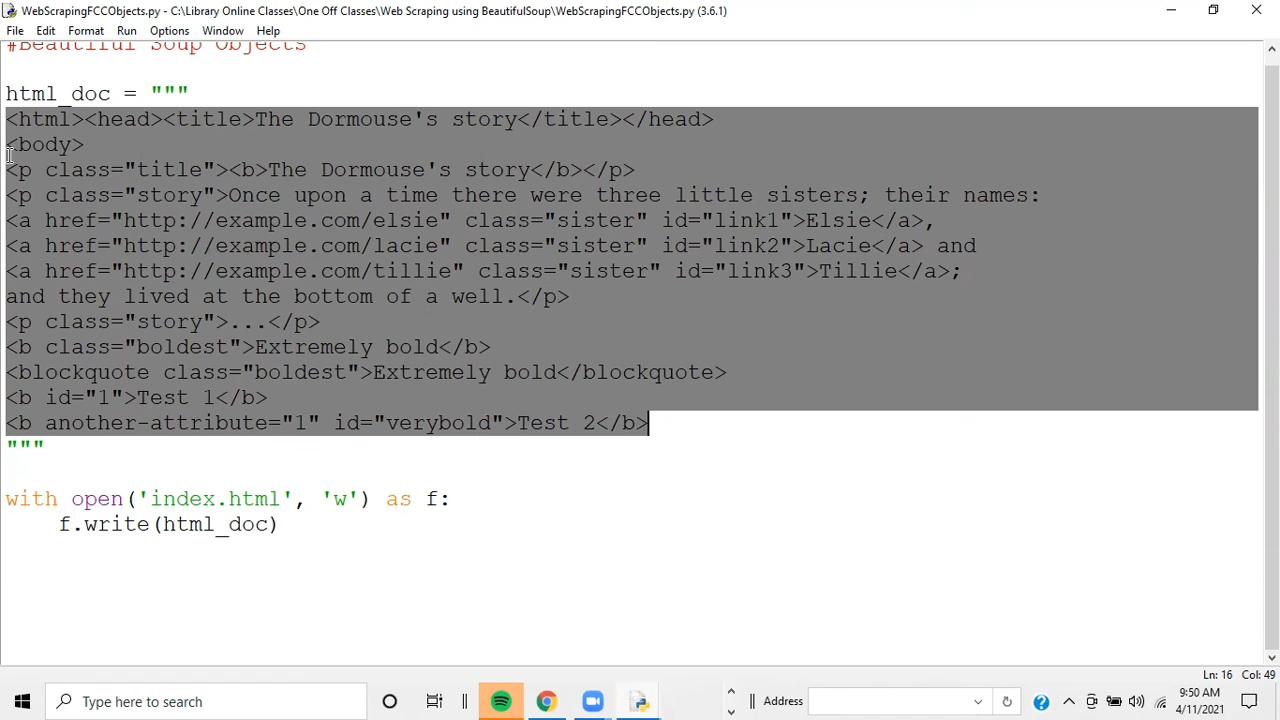 WebScrapingFCCObjects.py - C:\Library Online Classes\One Off Classes\Web Scraping using BeautifulSoup\WebScrapingFCCObjects.py (3.6.1)
File Edit Format Run Options Window Help
#Beautiful Soup Objects
html_doc = """
<html><head><title>The Dormouse's story</title></head>
<body>
<p class="title"><b>The Dormouse's story</b></p>
<p class="story">Once upon a time there were three little sisters; their names:
<a href="http://example.com/elsie" class="sister" id="link1">Elsie</a>,
<a href="http://example.com/lacie" class="sister" id="link2">Lacie</a> and
<a href="http://example.com/tillie" class="sister" id="link3">Tillie</a>;
and they lived at the bottom of a well.</p>
<p class="story">...</p>
<b class="boldest">Extremely bold</b>
<blockquote class="boldest">Extremely bold</blockquote>
<b id="1">Test 1</b>
<b another-attribute="1" id="verybold">Test 2</b>
"""
with open('index.html', 'w') as f:
    f.write(html_doc)
Ln: 16 Col: 49
Type here to search
Address
9:50 AM
4/11/2021